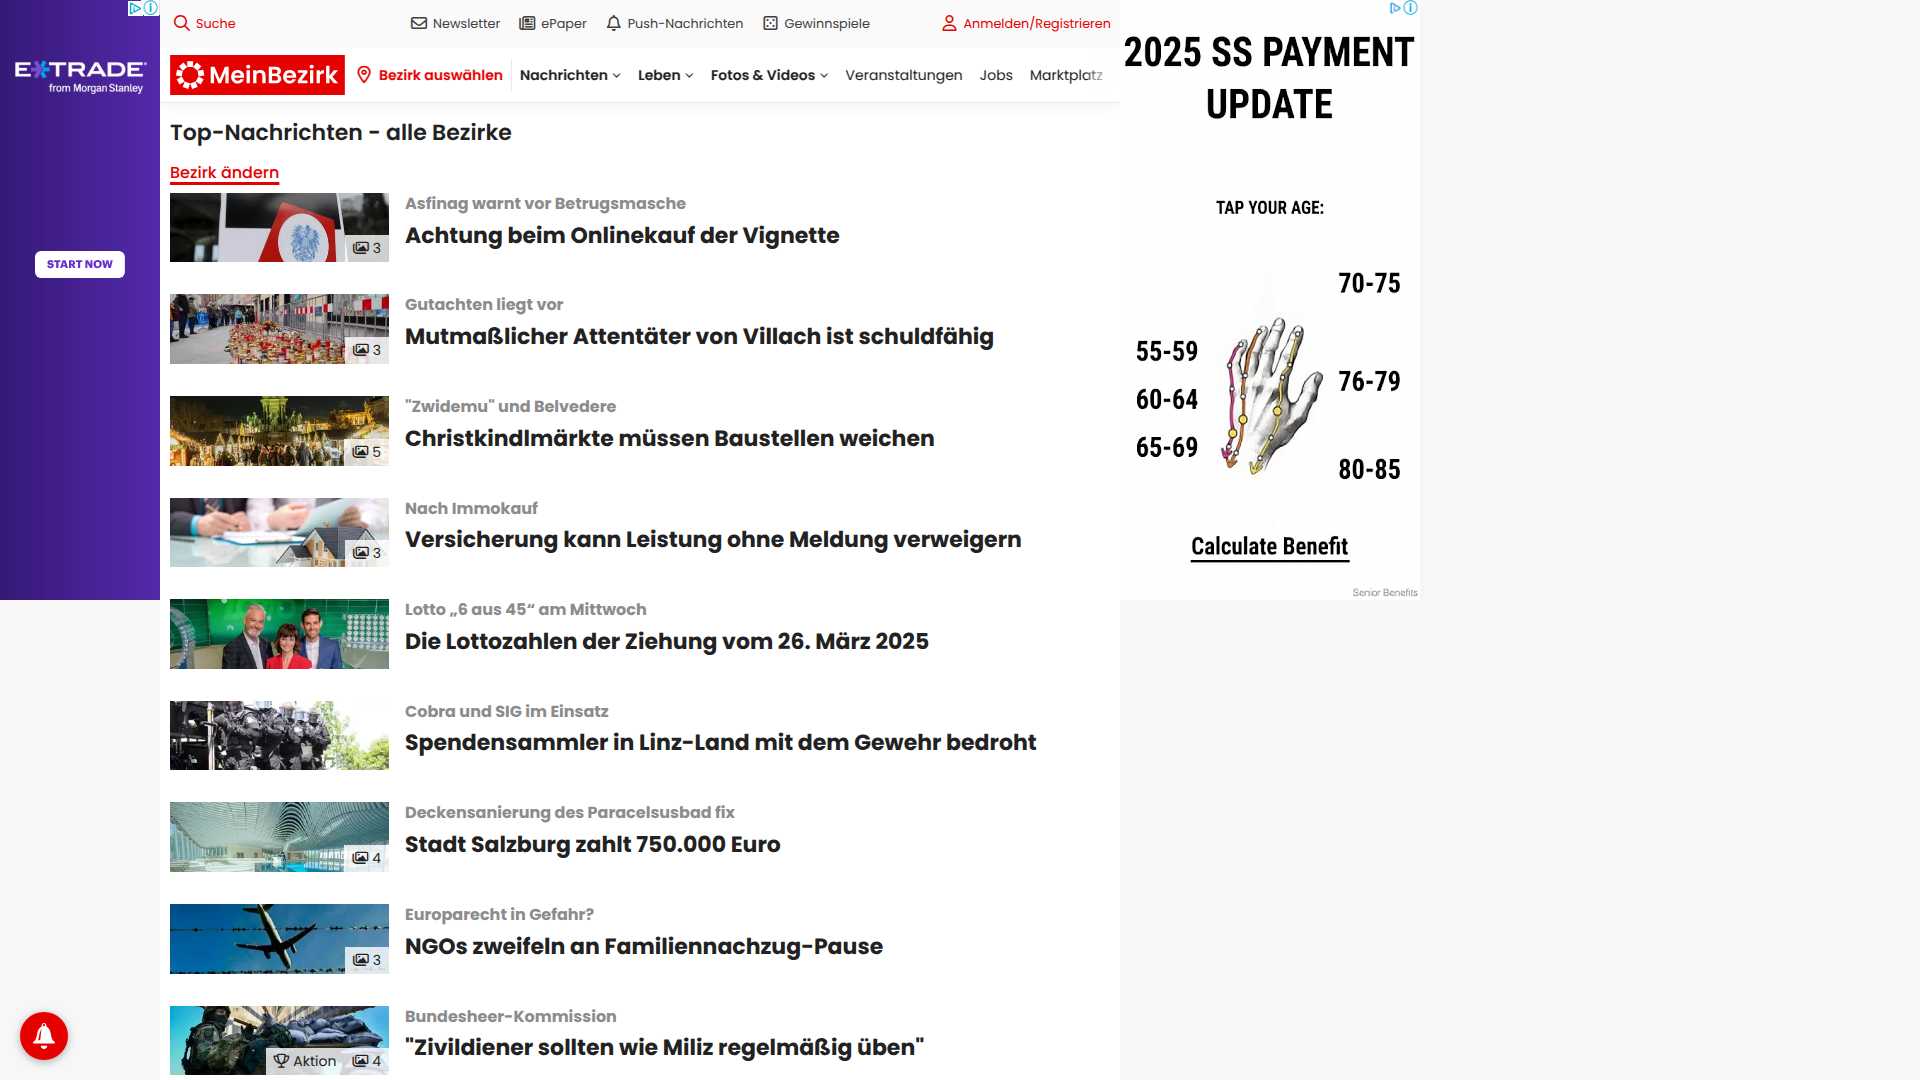 E*TRADE
from Morgan Stanley
START NOW
Suche
Newsletter
ePaper
Push-Nachrichten
Gewinnspiele
Anmelden/Registrieren
MeinBezirk
Bezirk auswählen
Nachrichten
Leben
Fotos & Videos
Veranstaltungen
Jobs
Marktplatz
Top-Nachrichten - alle Bezirke
Bezirk ändern
3
Asfinag warnt vor Betrugsmasche
Achtung beim Onlinekauf der Vignette
3
Gutachten liegt vor
Mutmaßlicher Attentäter von Villach ist schuldfähig
5
"Zwidemu" und Belvedere
Christkindlmärkte müssen Baustellen weichen
3
Nach Immokauf
Versicherung kann Leistung ohne Meldung verweigern
Lotto „6 aus 45“ am Mittwoch
Die Lottozahlen der Ziehung vom 26. März 2025
Cobra und SIG im Einsatz
Spendensammler in Linz-Land mit dem Gewehr bedroht
4
Deckensanierung des Paracelsusbad fix
Stadt Salzburg zahlt 750.000 Euro
3
Europarecht in Gefahr?
NGOs zweifeln an Familiennachzug-Pause
Aktion 4
Bundesheer-Kommission
"Zivildiener sollten wie Miliz regelmäßig üben"
2025 SS PAYMENT
UPDATE
TAP YOUR AGE:
70-75
55-59
76-79
60-64
65-69
80-85
Calculate Benefit
Senior Benefits